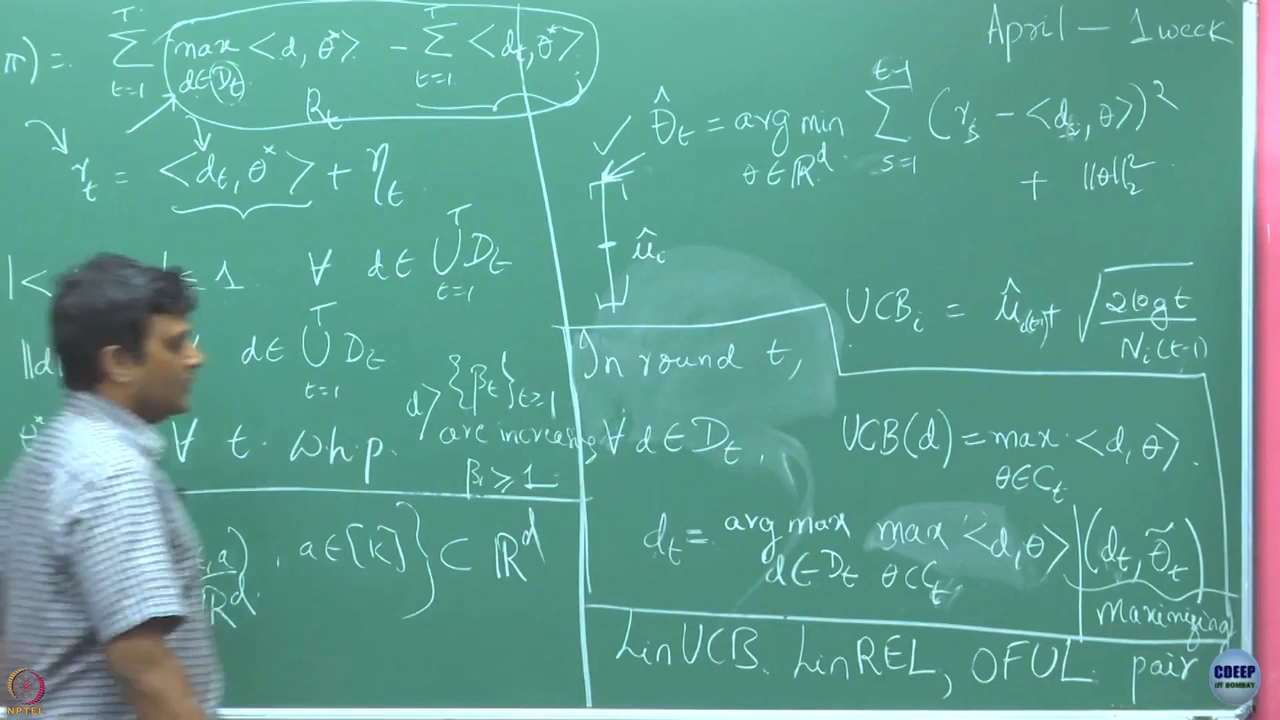 π) = Σ_{t=1}^{T} max_{d∈D_t} <d, θ*> − Σ_{t=1}^{T} <d_t, θ*>
R_t
r_t = <d_t, θ*> + η_t
≤ 1 ∀ d ∈ ∪_{t=1}^{T} D_t
d ∈ ∪_{t=1}^{T} D_t
d> {β_t}_{t≥1}
are increasing
β_1 ≥ 1
∀ t w.h.p.
, a) , a∈[K] } ⊂ ℝ^d
ℝ^d
April – 1 week
θ̂_t = arg min_{θ∈ℝ^d} Σ_{s=1}^{t-1} (r_s − <d_s, θ>)²
+ ||θ||_2^2
û_i
UCB_i = û_{i(t-1)} + √(2 log t / N_i(t-1))
In round t,
∀ d ∈ D_t, UCB(d) = max_{θ∈C_t} <d, θ>.
d_t = arg max_{d∈D_t} max_{θ∈C_t} <d, θ> | (d_t, θ̃_t)
Maximizing
pair
LinUCB. LinREL, OFUL.
CDEEP
IIT BOMBAY
NPTEL